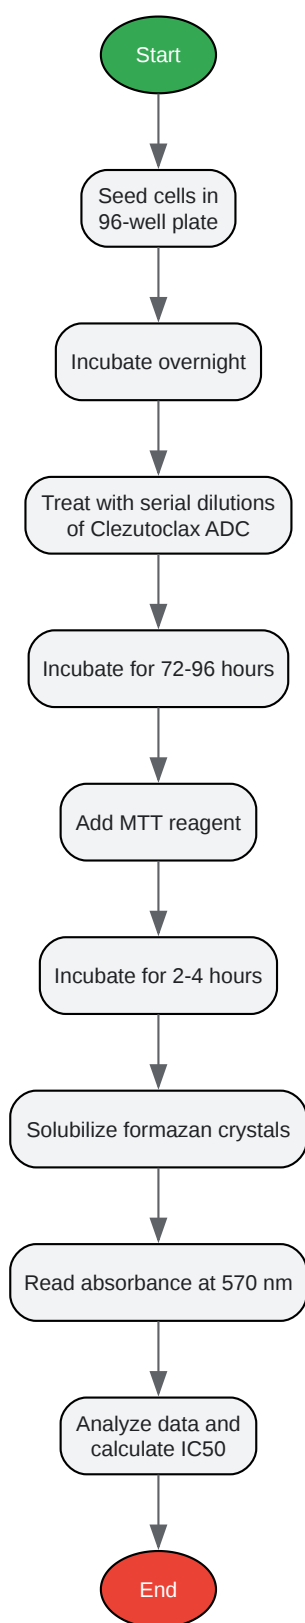 Start
Seed cells in
96-well plate
Incubate overnight
Treat with serial dilutions
of Clezutoclax ADC
Incubate for 72-96 hours
Add MTT reagent
Incubate for 2-4 hours
Solubilize formazan crystals
Read absorbance at 570 nm
Analyze data and
calculate IC50
End